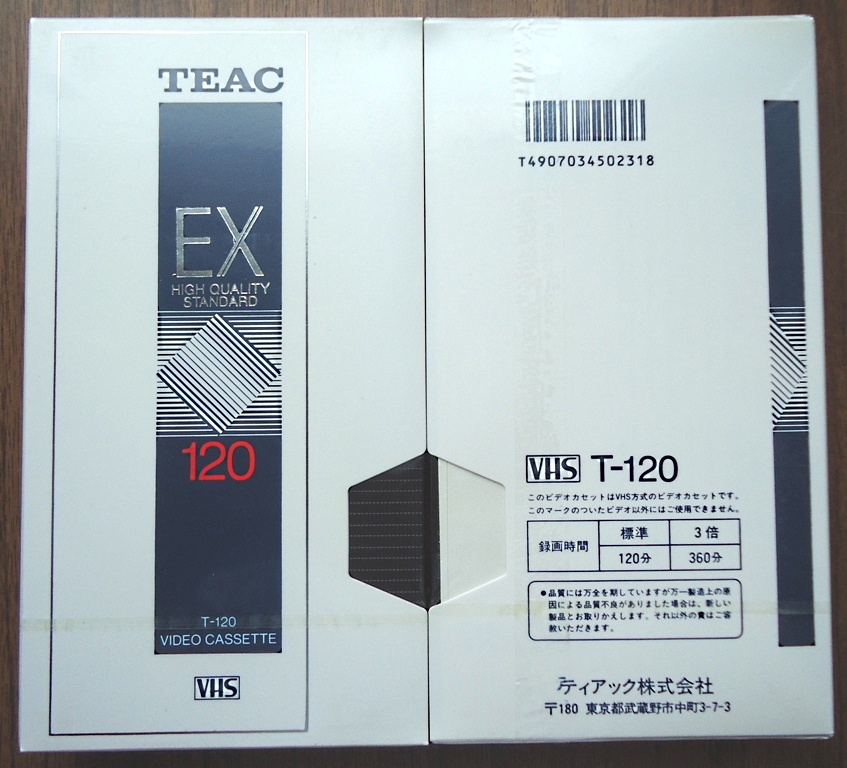 TEAC
EX
HIGH QUALITY
STANDARD
120
T-120
VIDEO CASSETTE
VHS
T4907034502318
VHS T-120
このビデオカセットはVHS方式のビデオカセットです。
このマークのついたビデオ以外にはご使用できません。
録画時間 標準 3倍
120分 360分
●品質には万全を期していますが万一製造上の原
因による品質不良がありました場合は、新しい
製品とお取りかえします。それ以外の責はご容
赦いただきます。
ティアック株式会社
〒180 東京都武蔵野市中町3-7-3